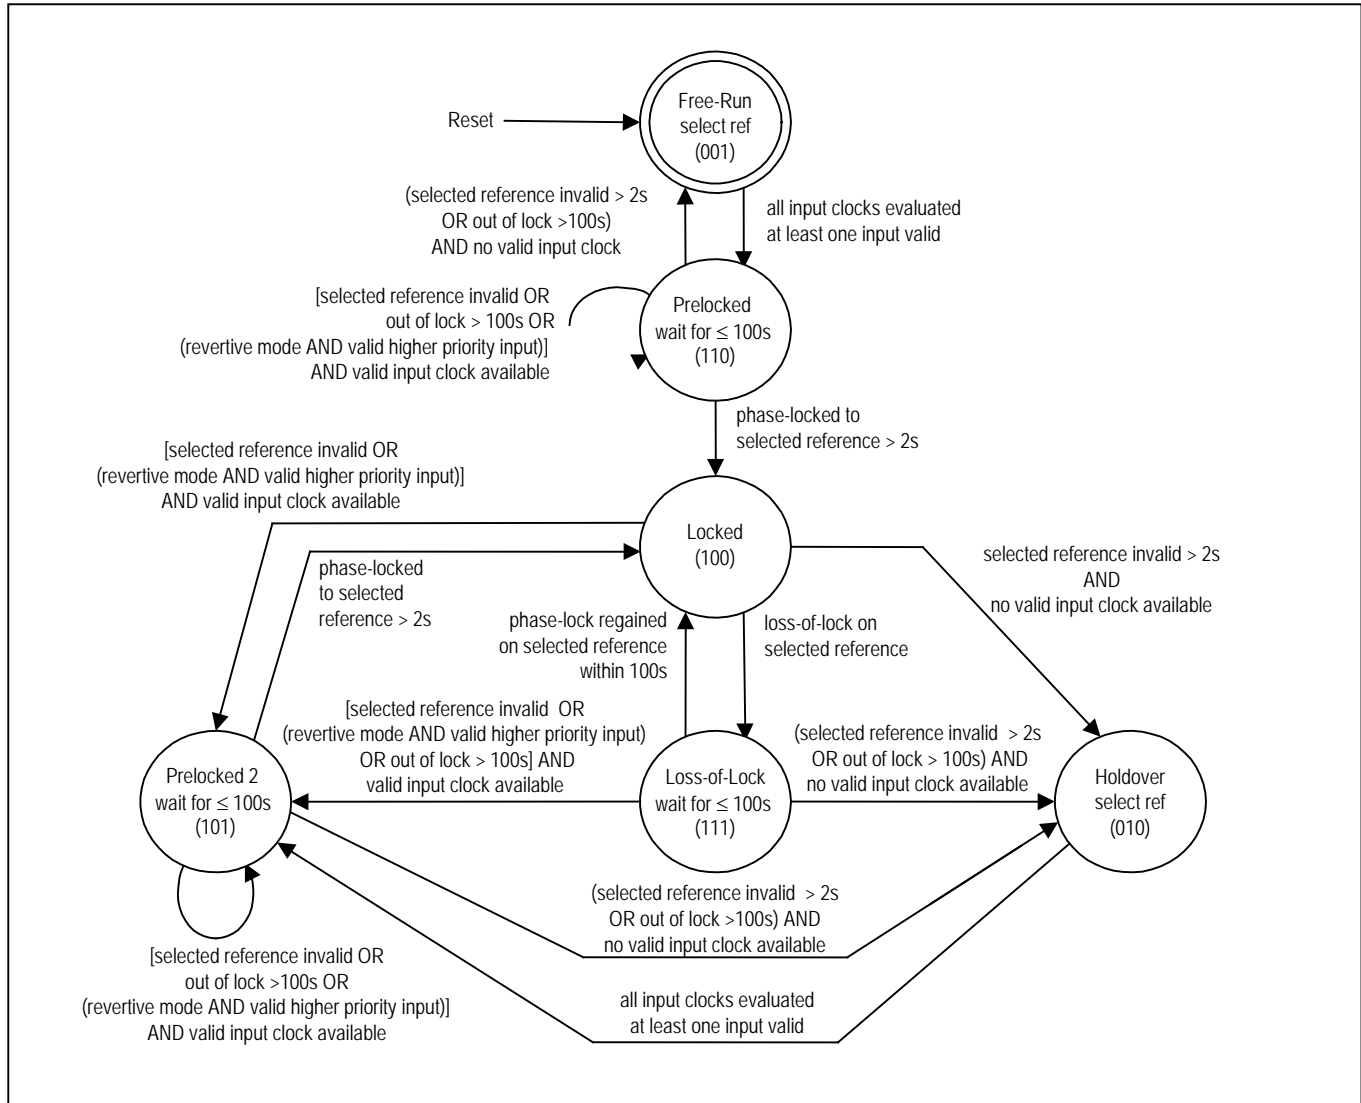 Free-Run
select ref
(001)
Reset
(selected reference invalid > 2s
OR out of lock >100s)
AND no valid input clock
all input clocks evaluated
at least one input valid
[selected reference invalid OR
out of lock > 100s OR
(revertive mode AND valid higher priority input)]
AND valid input clock available
Prelocked
wait for ≤ 100s
(110)
phase-locked to
selected reference > 2s
[selected reference invalid OR
(revertive mode AND valid higher priority input)]
AND valid input clock available
Locked
(100)
phase-locked
to selected
reference > 2s
selected reference invalid > 2s
AND
no valid input clock available
phase-lock regained
on selected reference
within 100s
loss-of-lock on
selected reference
[selected reference invalid OR
(revertive mode AND valid higher priority input)
OR out of lock > 100s] AND
valid input clock available
(selected reference invalid > 2s
OR out of lock > 100s) AND
no valid input clock available
Prelocked 2
wait for ≤ 100s
(101)
Loss-of-Lock
wait for ≤ 100s
(111)
Holdover
select ref
(010)
(selected reference invalid > 2s
OR out of lock >100s) AND
no valid input clock available
[selected reference invalid OR
out of lock >100s OR
(revertive mode AND valid higher priority input)]
AND valid input clock available
all input clocks evaluated
at least one input valid